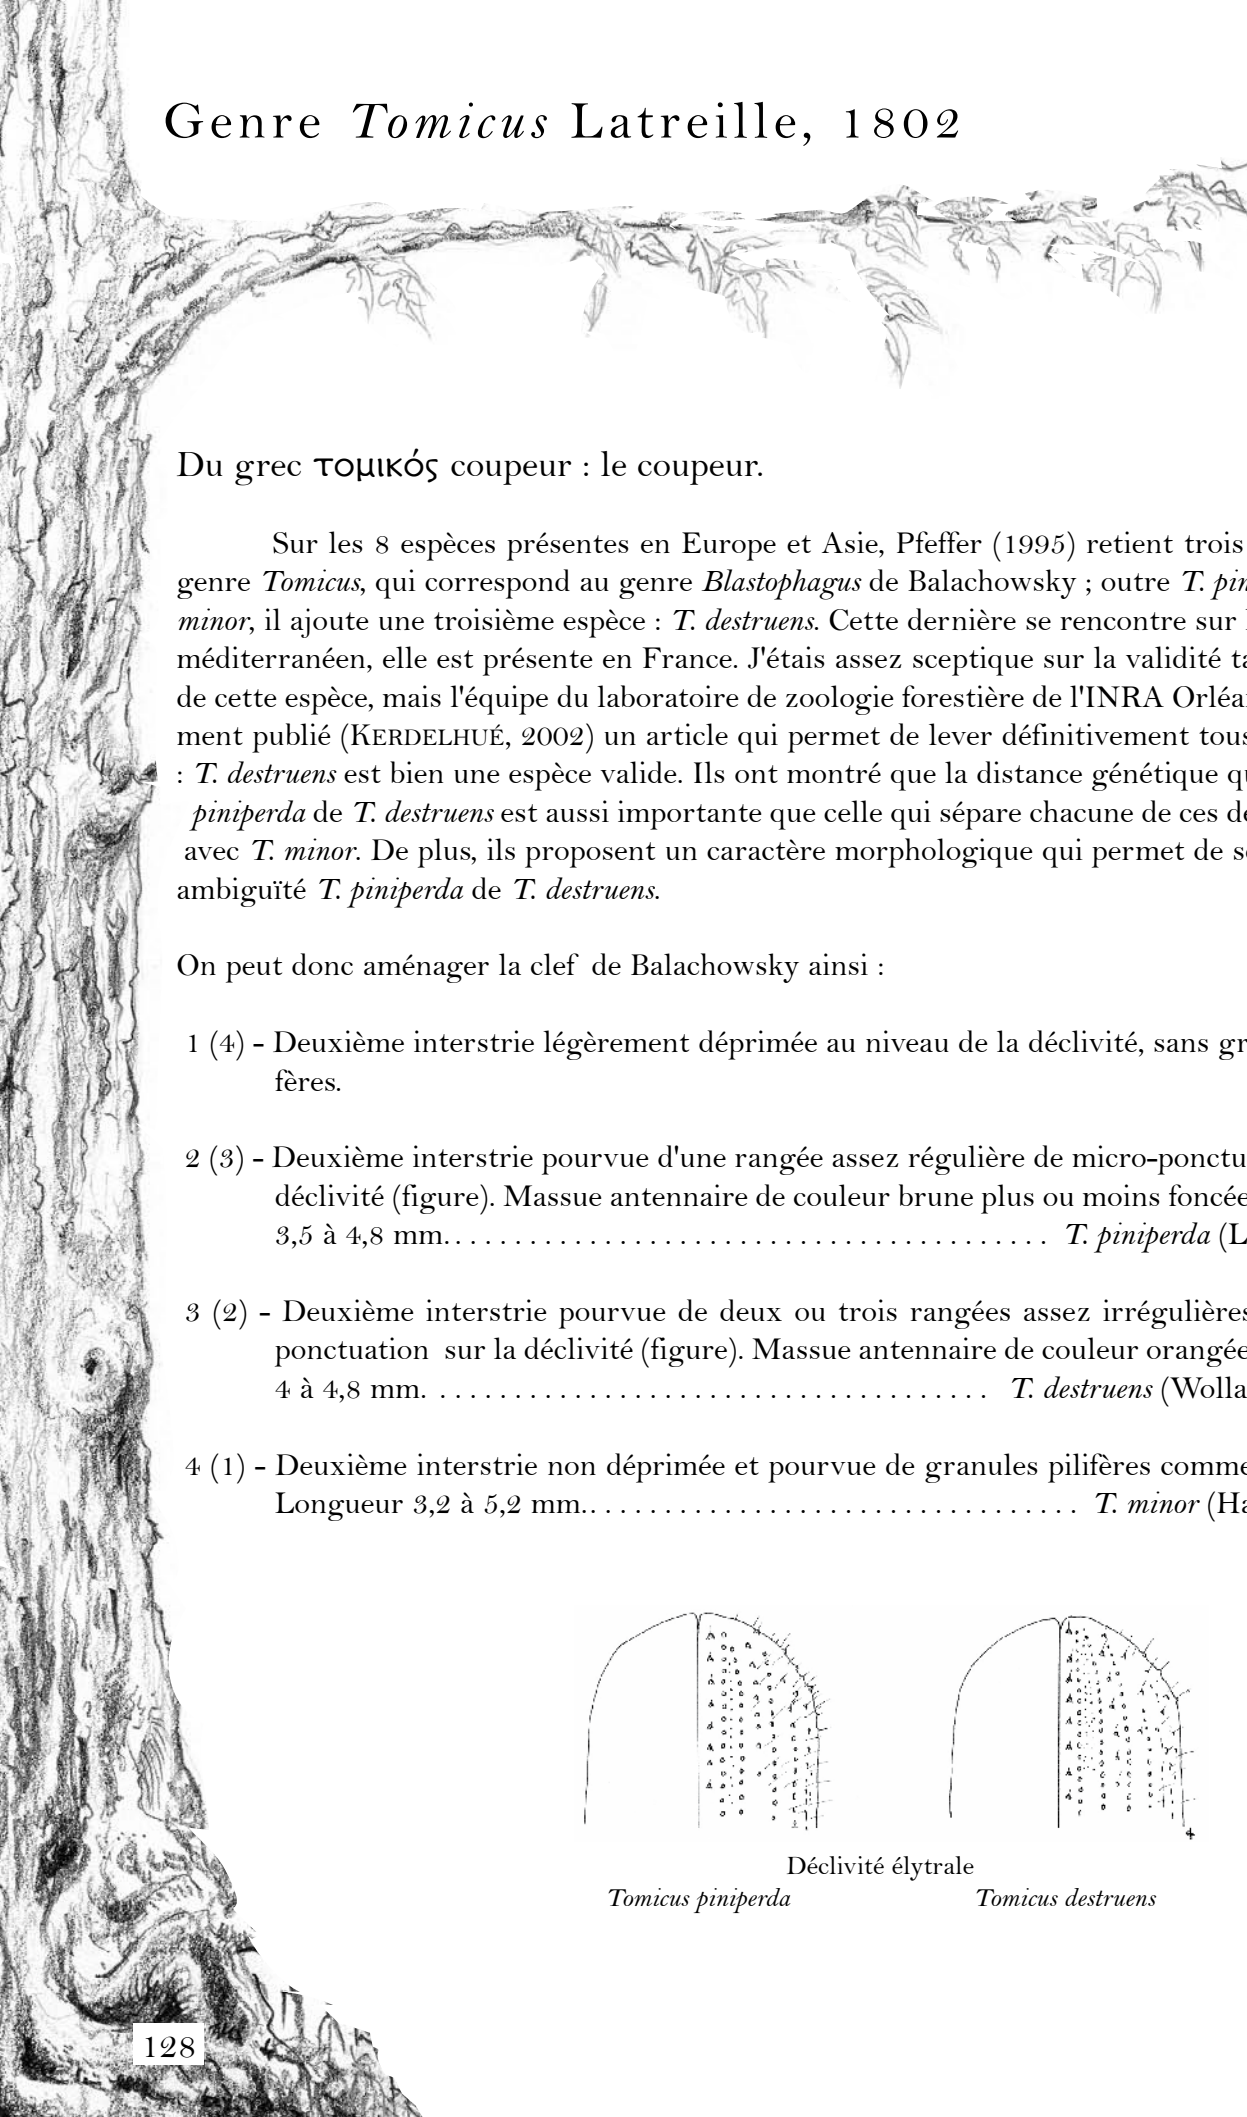 Genre Tomicus Latreille, 1802
Du grec τομικός coupeur : le coupeur.
Sur les 8 espèces présentes en Europe et Asie, Pfeffer (1995) retient trois
genre Tomicus, qui correspond au genre Blastophagus de Balachowsky ; outre T.
minor, il ajoute une troisième espèce : T. destruens. Cette dernière se rencontre sur
méditerranéen, elle est présente en France. J'étais assez sceptique sur la validité
de cette espèce, mais l'équipe du laboratoire de zoologie forestière de l'INRA
ment publié (KERDELHUÉ, 2002) un article qui permet de lever définitivement tous
: T. destruens est bien une espèce valide. Ils ont montré que la distance génétique
piniperda de T. destruens est aussi importante que celle qui sépare chacune de ces
avec T. minor. De plus, ils proposent un caractère morphologique qui permet de
ambiguïté T. piniperda de T. destruens.
On peut donc aménager la clef de Balachowsky ainsi :
1 (4) - Deuxième interstrie légèrement déprimée au niveau de la déclivité, sans
fères.
2 (3) - Deuxième interstrie pourvue d'une rangée assez régulière de
déclivité (figure). Massue antennaire de couleur brune plus ou moins foncée
3,5 à 4,8 mm. . . . . . . . . . . . . . . . . . . . . . . . . . . . . . . . . . . . . . . . T. piniperda (L
3 (2) - Deuxième interstrie pourvue de deux ou trois rangées assez irrégulières
ponctuation sur la déclivité (figure). Massue antennaire de couleur orangée
4 à 4,8 mm. . . . . . . . . . . . . . . . . . . . . . . . . . . . . . . . . . . . . . T. destruens (Wolla
4 (1) - Deuxième interstrie non déprimée et pourvue de granules pilifères comme
Longueur 3,2 à 5,2 mm. . . . . . . . . . . . . . . . . . . . . . . . . . . . . . . . . . T. minor (Ha
4
Déclivité élytrale
Tomicus piniperda Tomicus destruens
128